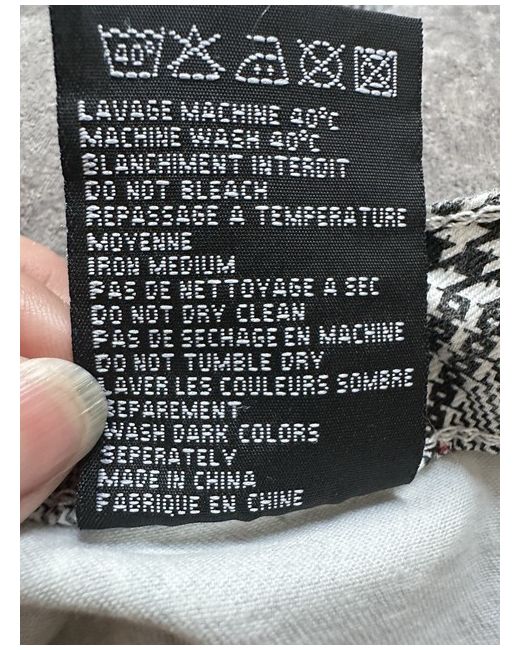 40°
LAVAGE MACHINE 40°C
MACHINE WASH 40°C
BLANCHIMENT INTERDIT
DO NOT BLEACH
REPASSAGE A TEMPERATURE
MOYENNE
IRON MEDIUM
PAS DE NETTOYAGE A SEC
DO NOT DRY CLEAN
PAS DE SECHAGE EN MACHINE
DO NOT TUMBLE DRY
LAVER LES COULEURS SOMBRE
SEPAREMENT
WASH DARK COLORS
SEPERATELY
MADE IN CHINA
FABRIQUE EN CHINE